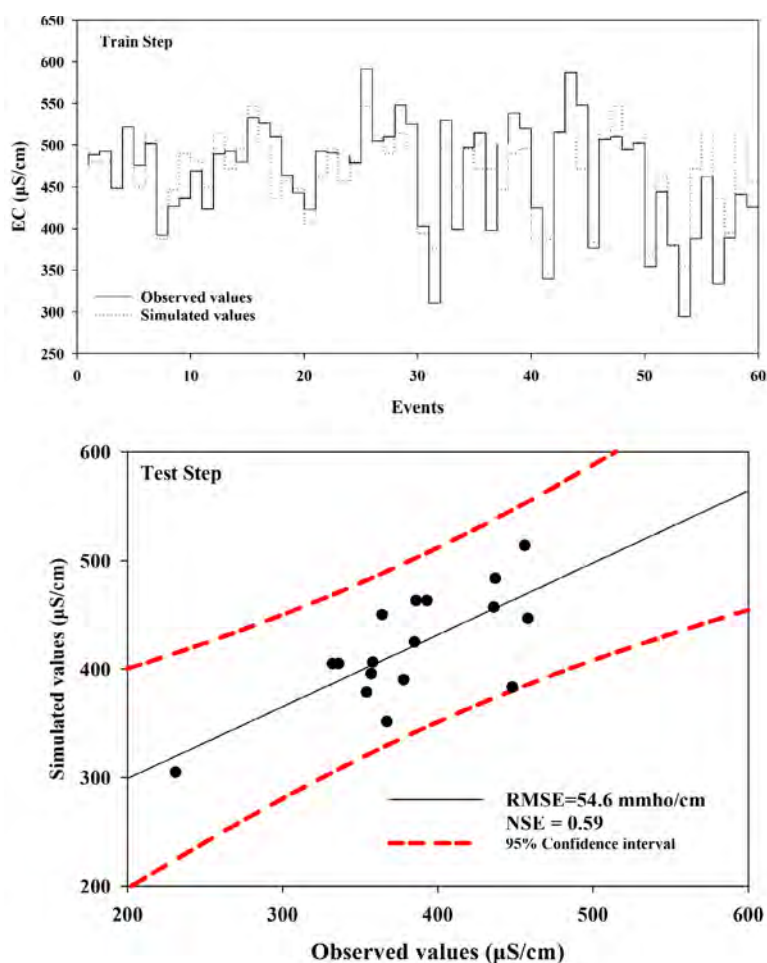 650
Train Step
600
550
500
450
400
350
300
250
EC (µS/cm)
Observed values
Simulated values
0 10 20 30 40 50 60
Events
600
Test Step
500
400
300
200
Simulated values (µS/cm)
RMSE=54.6 mmho/cm
NSE = 0.59
95% Confidence interval
200 300 400 500 600
Observed values (µS/cm)